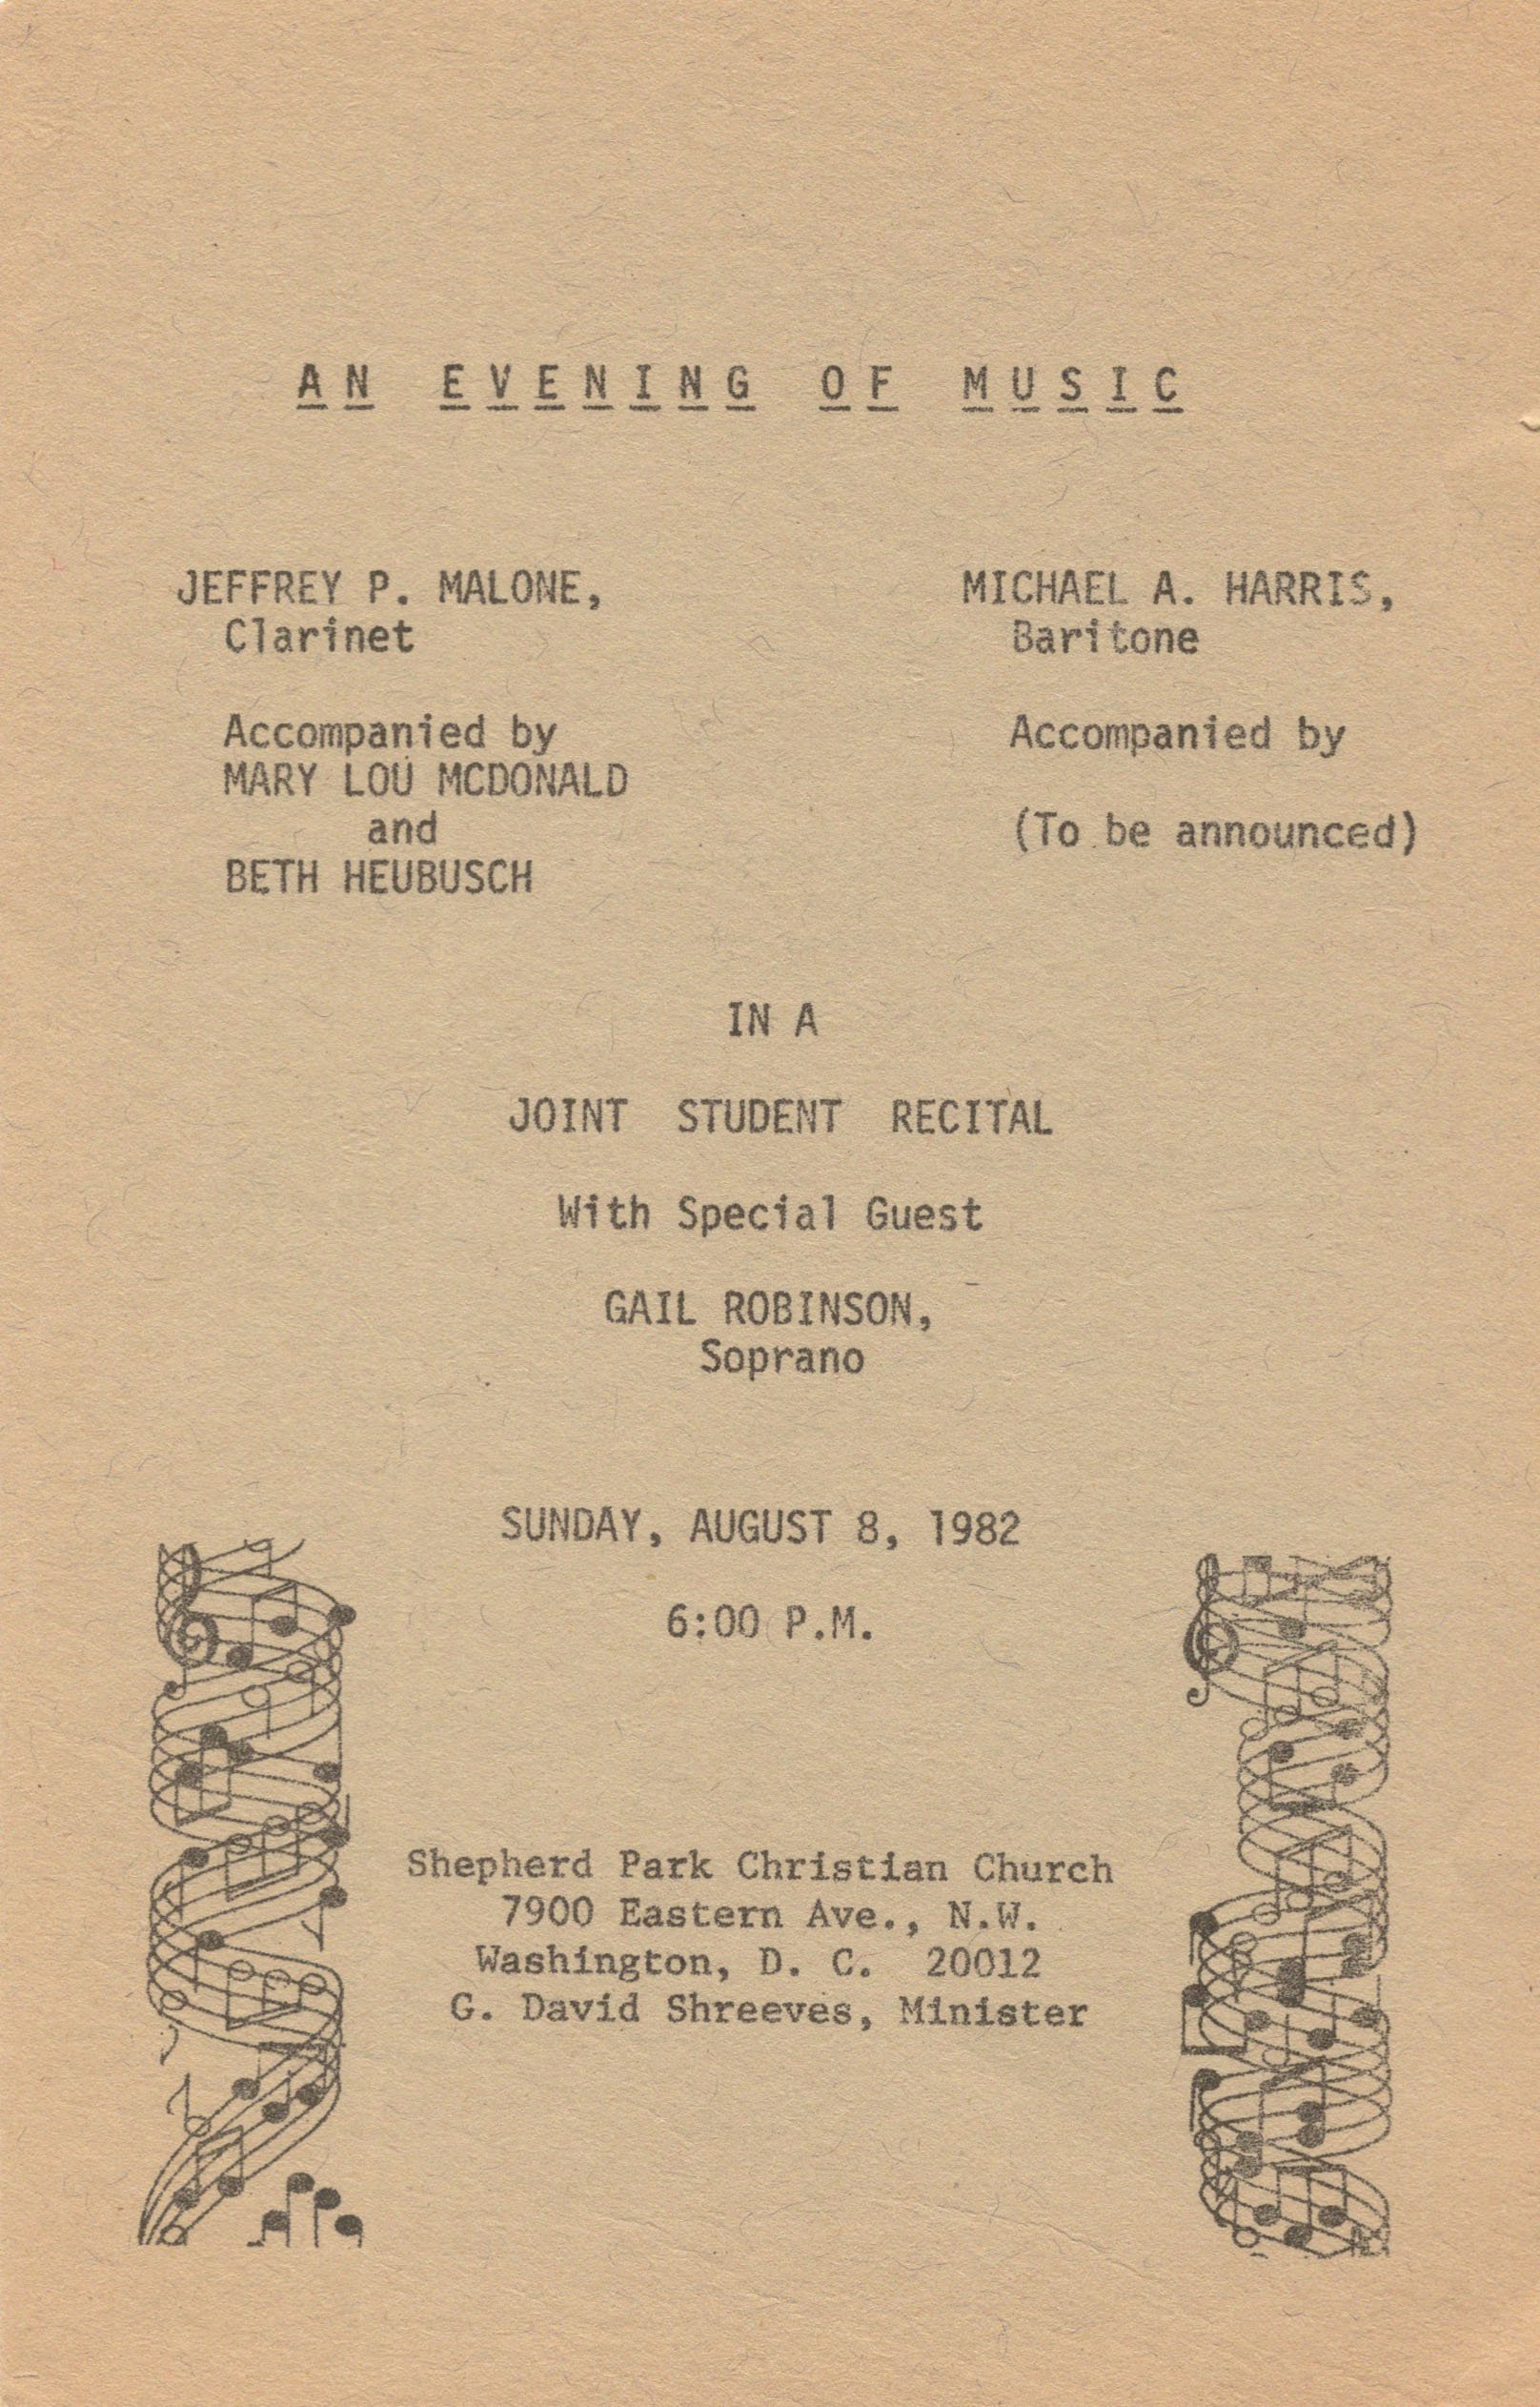 AN EVENING OF MUSIC
JEFFREY P. MALONE,
Clarinet
Accompanied by
MARY LOU MCDONALD
and
BETH HEUBUSCH
MICHAEL A. HARRIS,
Baritone
Accompanied by
(To be announced)
IN A
JOINT STUDENT RECITAL
With Special Guest
GAIL ROBINSON,
Soprano
SUNDAY, AUGUST 8, 1982
6:00 P.M.
Shepherd Park Christian Church
7900 Eastern Ave., N.W.
Washington, D. C. 20012
G. David Shreeves, Minister